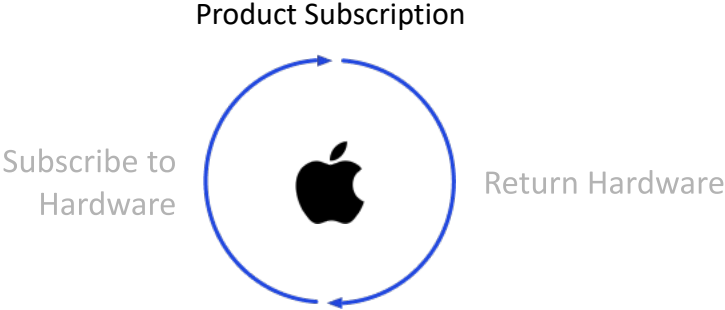 Product Subscription
Subscribe to
Hardware
Return Hardware